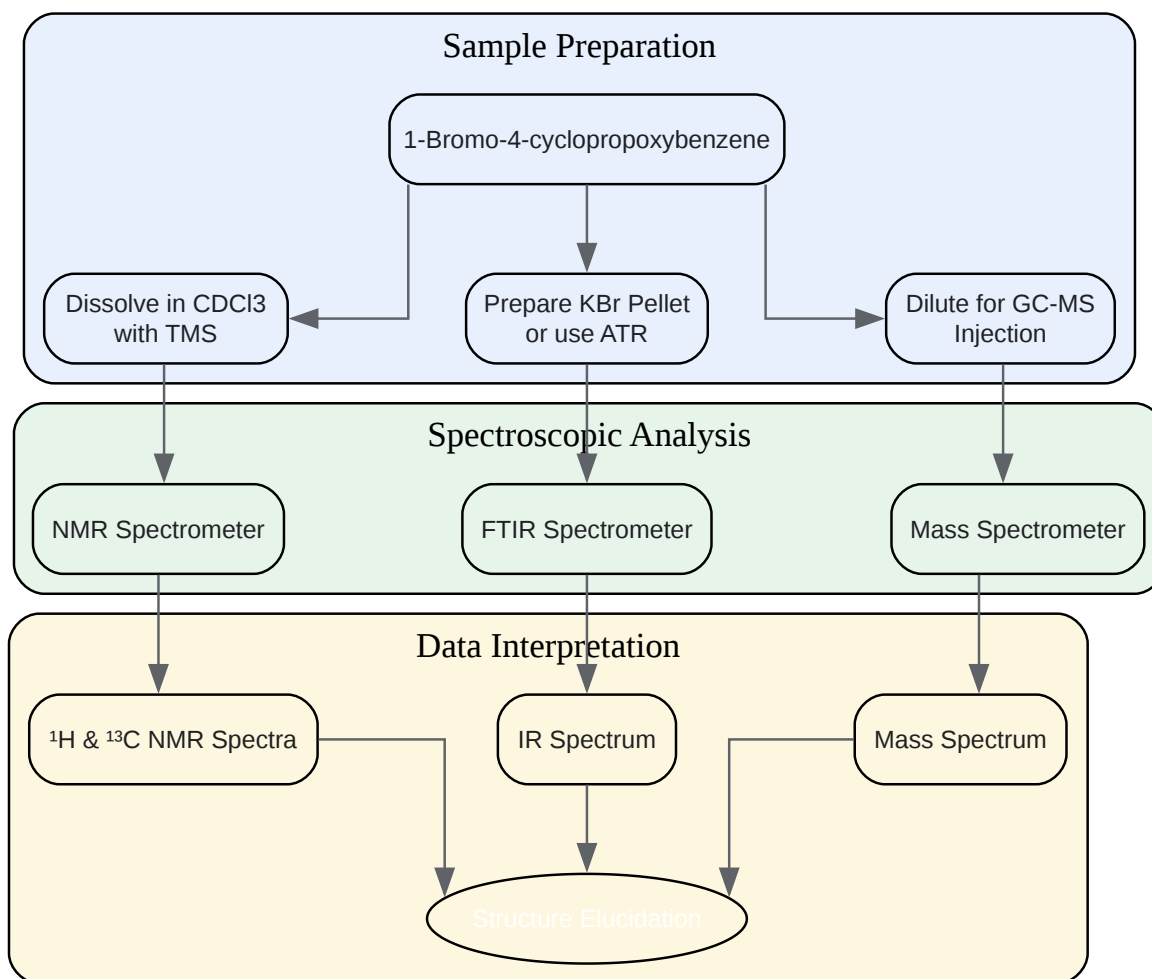 Sample Preparation
1-Bromo-4-cyclopropoxybenzene
Dissolve in CDCl3
with TMS
Prepare KBr Pellet
or use ATR
Dilute for GC-MS
Injection
Spectroscopic Analysis
NMR Spectrometer
FTIR Spectrometer
Mass Spectrometer
Data Interpretation
¹H & ¹³C NMR Spectra
IR Spectrum
Mass Spectrum
Structure Elucidation